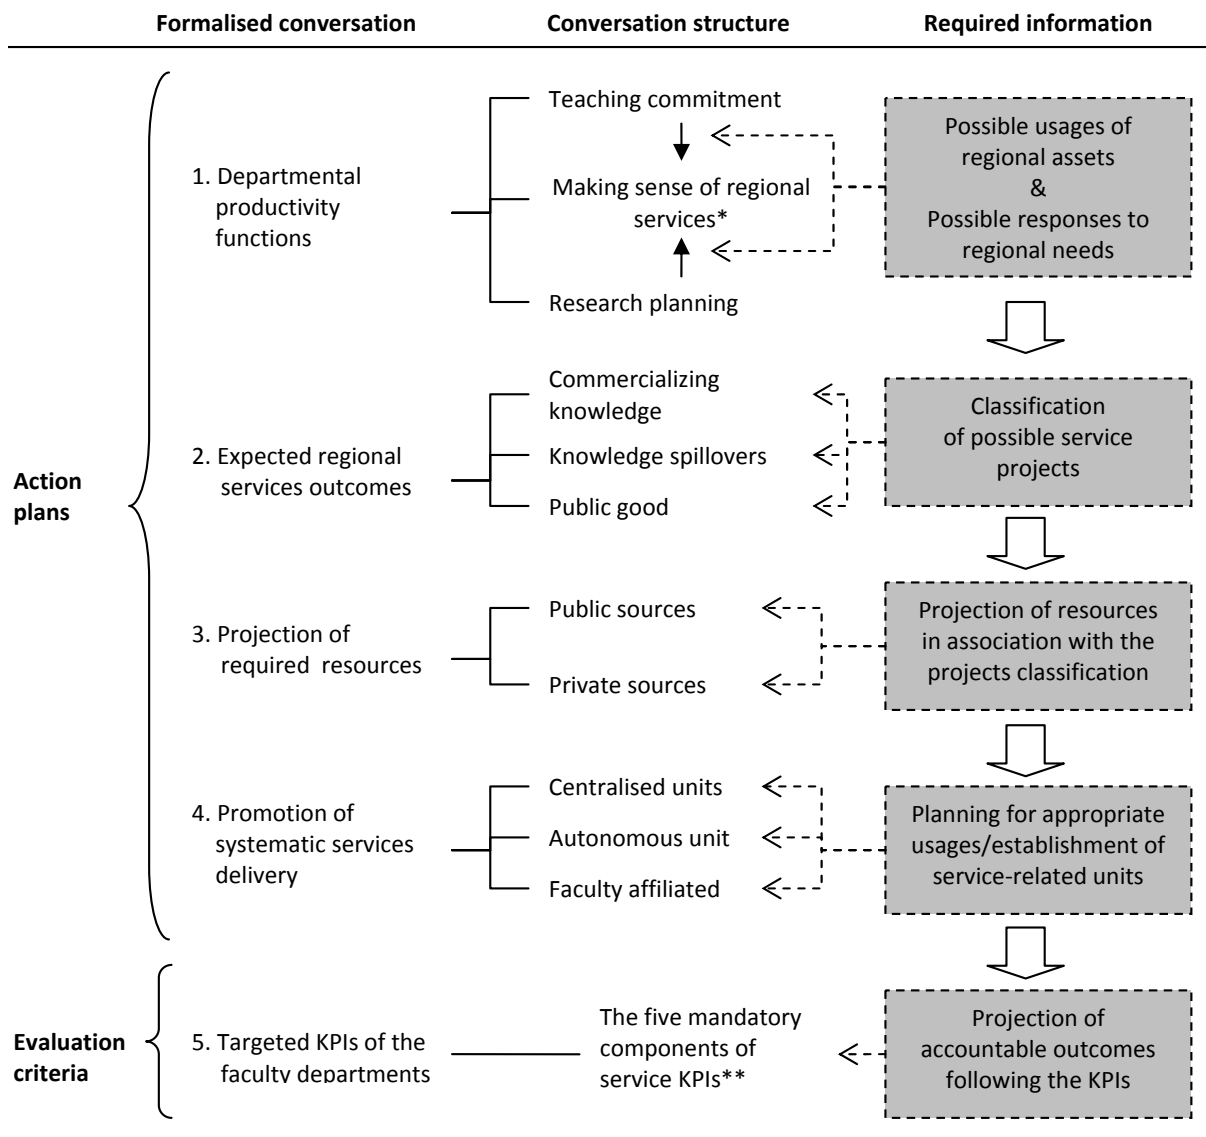 Formalised conversation
Conversation structure
Required information
Action
plans
1. Departmental
productivity
functions
Teaching commitment
Making sense of regional
services*
Research planning
Possible usages of
regional assets
&
Possible responses to
regional needs
2. Expected regional
services outcomes
Commercializing
knowledge
Knowledge spillovers
Public good
Classification
of possible service
projects
3. Projection of
required resources
Public sources
Private sources
Projection of resources
in association with the
projects classification
4. Promotion of
systematic services
delivery
Centralised units
Autonomous unit
Faculty affiliated
Planning for appropriate
usages/establishment of
service-related units
Evaluation
criteria
5. Targeted KPIs of the
faculty departments
The five mandatory
components of
service KPIs**
Projection of
accountable outcomes
following the KPIs